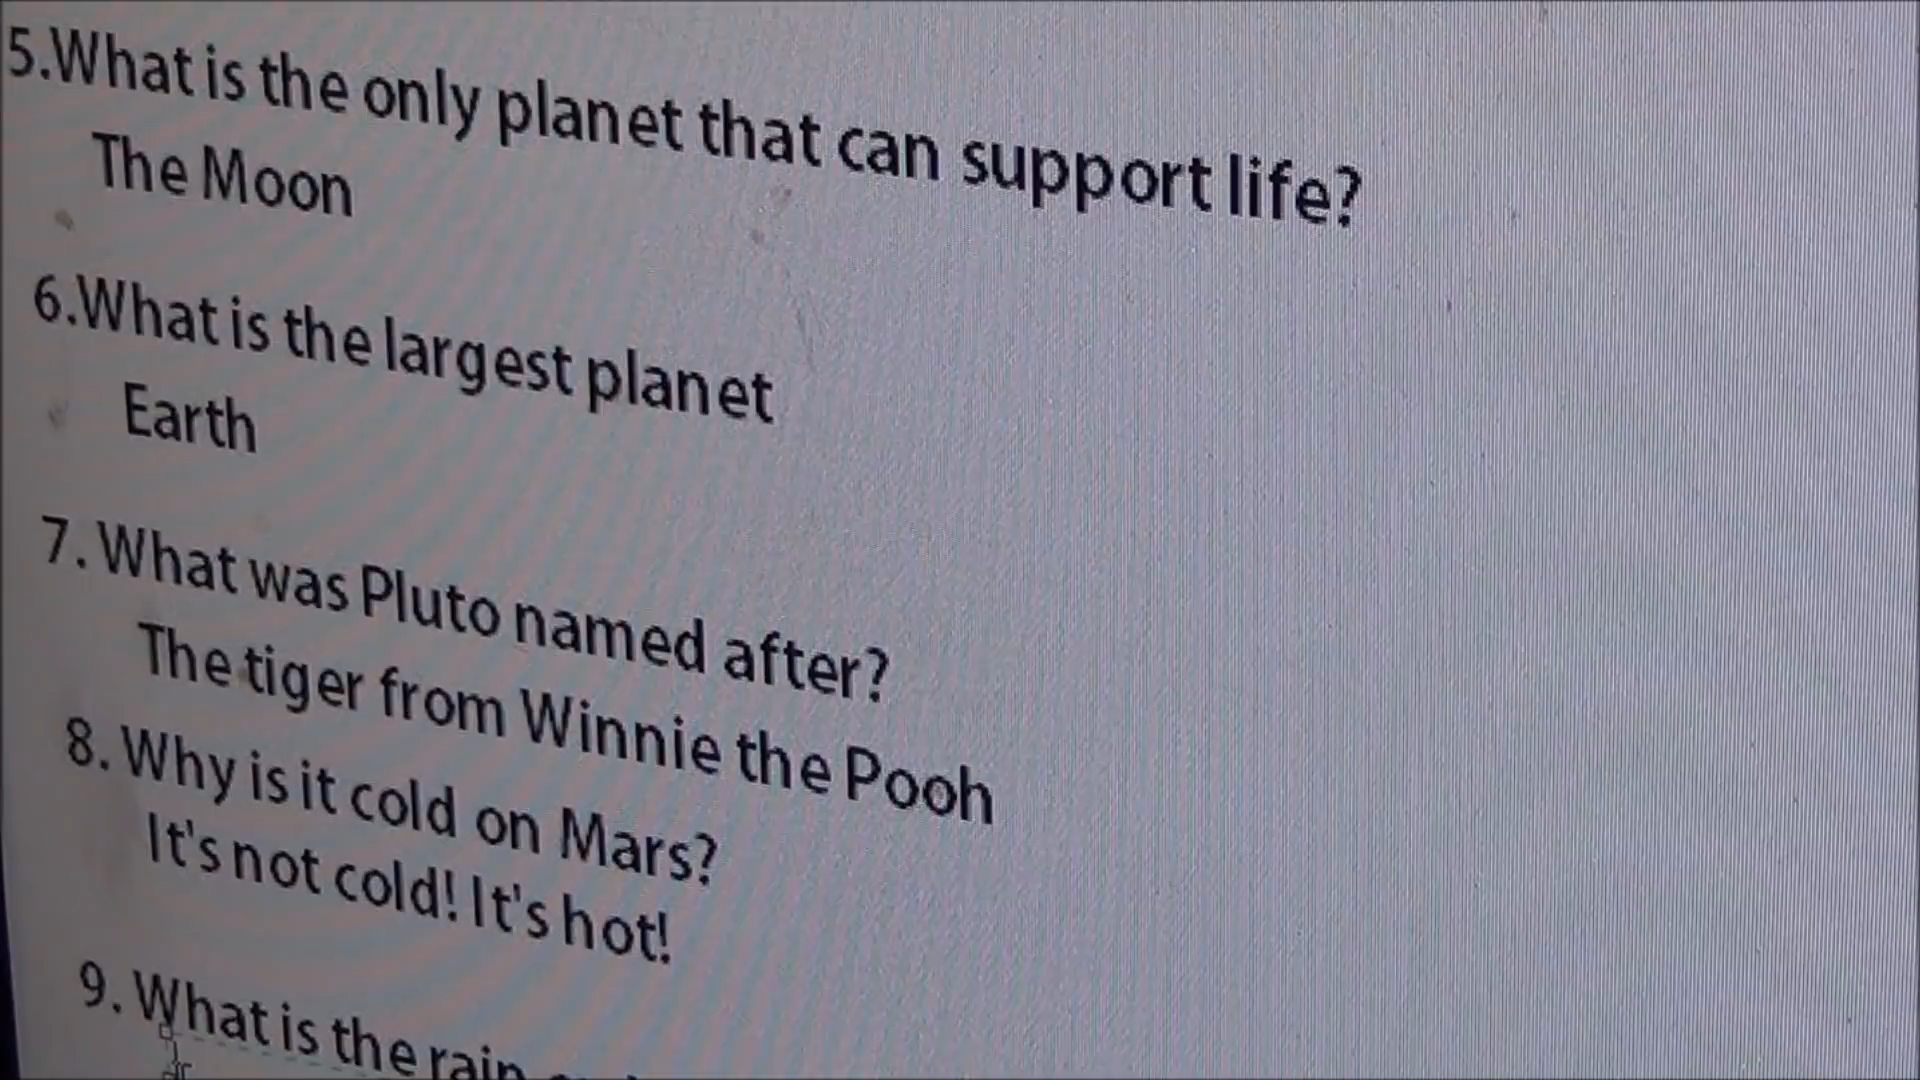 5.What is the only planet that can support life?
The Moon
6.What is the largest planet
Earth
7. What was Pluto named after?
The tiger from Winnie the Pooh
8. Why is it cold on Mars?
It's not cold! It's hot!
9. What is the rain